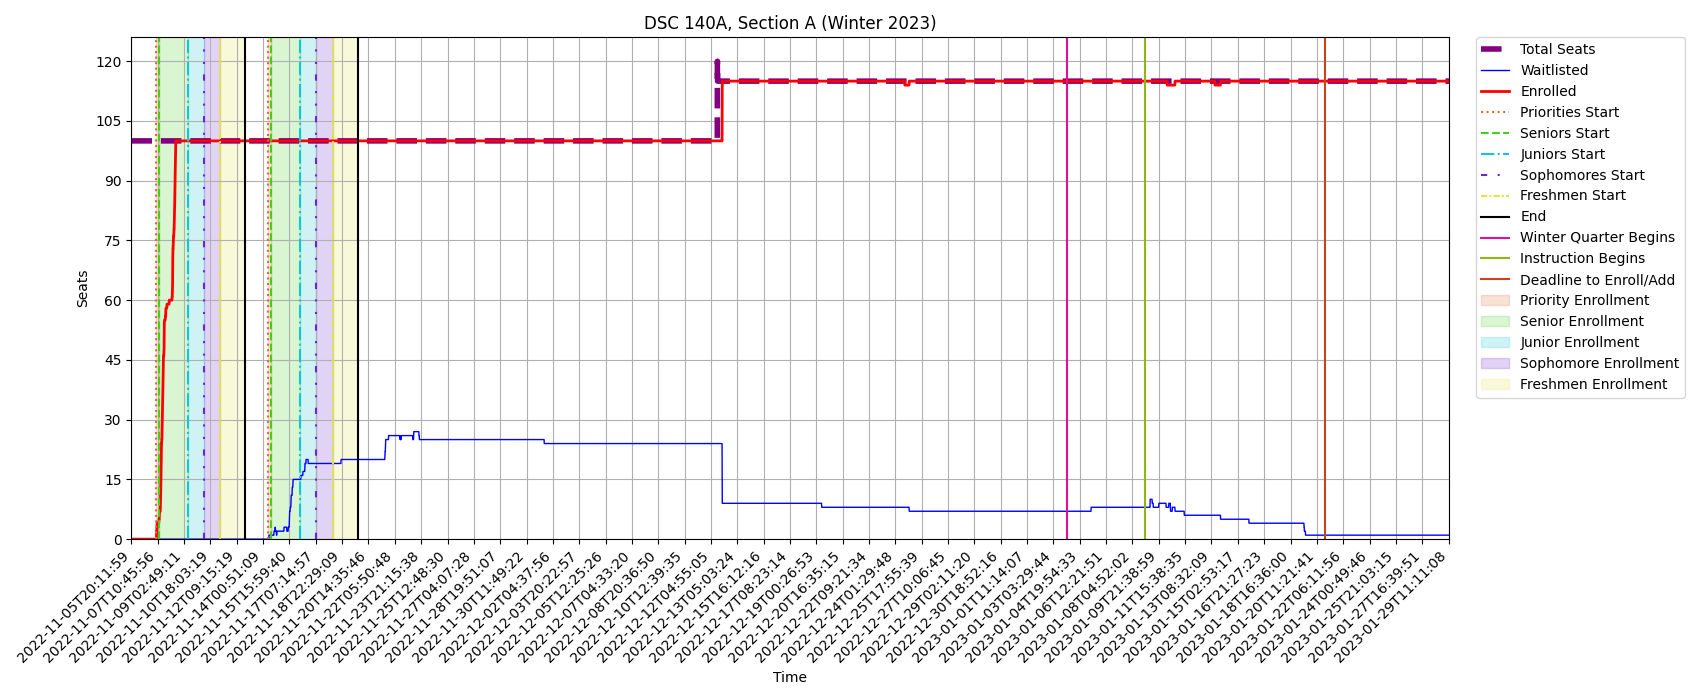 DSC 140A, Section A (Winter 2023)
Seats
120
105
90
75
60
45
30
15
0
2022-11-05T20:11:59
2022-11-07T10:45:56
2022-11-09T02:49:11
2022-11-10T18:03:19
2022-11-12T09:15:19
2022-11-14T00:51:09
2022-11-15T15:59:40
2022-11-17T07:14:57
2022-11-18T22:29:09
2022-11-20T14:35:46
2022-11-22T05:50:48
2022-11-23T21:15:38
2022-11-25T12:48:30
2022-11-27T04:07:28
2022-11-28T19:51:07
2022-11-30T11:49:22
2022-12-02T04:37:56
2022-12-03T20:22:57
2022-12-05T12:25:26
2022-12-07T04:33:20
2022-12-08T20:36:50
2022-12-10T12:39:35
2022-12-12T04:55:05
2022-12-13T05:03:24
2022-12-15T16:12:16
2022-12-17T08:23:14
2022-12-19T00:26:53
2022-12-20T16:35:15
2022-12-22T09:21:34
2022-12-24T01:29:48
2022-12-25T17:55:39
2022-12-27T10:06:45
2022-12-29T02:11:20
2022-12-30T18:52:16
2023-01-01T11:14:07
2023-01-03T03:29:44
2023-01-04T19:54:33
2023-01-06T12:21:51
2023-01-08T04:52:02
2023-01-09T21:38:59
2023-01-11T15:38:35
2023-01-13T08:32:09
2023-01-15T02:53:17
2023-01-16T21:27:23
2023-01-18T16:36:00
2023-01-20T11:21:41
2023-01-22T06:11:56
2023-01-24T00:49:46
2023-01-25T21:03:15
2023-01-27T16:39:51
2023-01-29T11:11:08
Time
Total Seats
Waitlisted
Enrolled
Priorities Start
Seniors Start
Juniors Start
Sophomores Start
Freshmen Start
End
Winter Quarter Begins
Instruction Begins
Deadline to Enroll/Add
Priority Enrollment
Senior Enrollment
Junior Enrollment
Sophomore Enrollment
Freshmen Enrollment